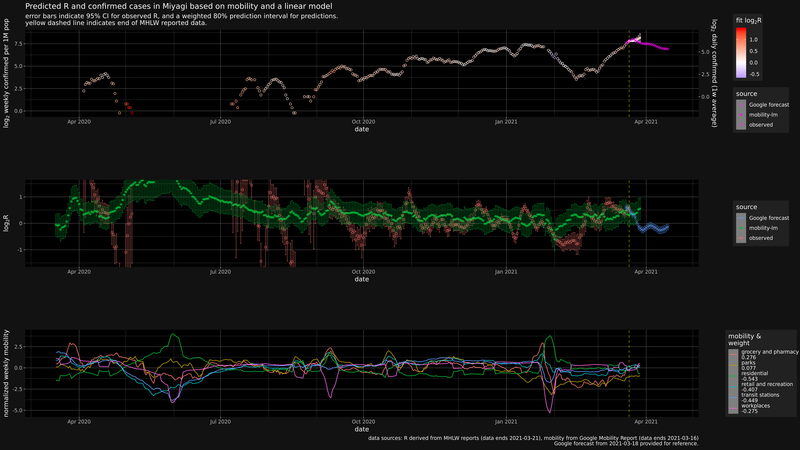 Predicted R and confirmed cases in Miyagi based on mobility and a linear model
error bars indicate 95% CI for observed R, and a weighted 80% prediction interval for predictions.
yellow dashed line indicates end of MHLW reported data.
log₂ weekly confirmed per 1M pop
7.5
5.0
2.5
0.0
5.0
2.5
0.0
log₂ daily confirmed (1w average)
Apr 2020
Jul 2020
Oct 2020
Jan 2021
Apr 2021
date
fit log₂R
1.5
1.0
0.5
0.0
-0.5
source
Google forecast
mobility-lm
observed
log₂R
1
0
-1
Apr 2020
Jul 2020
Oct 2020
Jan 2021
Apr 2021
date
source
Google forecast
mobility-lm
observed
normalized weekly mobility
2.5
0.0
-2.5
-5.0
Apr 2020
Jul 2020
Oct 2020
Jan 2021
Apr 2021
date
mobility &
weight
grocery and pharmacy
0.276
parks
0.077
residential
-0.543
retail and recreation
-0.407
transit stations
-0.449
workplaces
-0.275
data sources: R derived from MHLW reports (data ends 2021-03-21), mobility from Google Mobility Report (data ends 2021-03-16)
Google forecast from 2021-03-18 provided for reference.